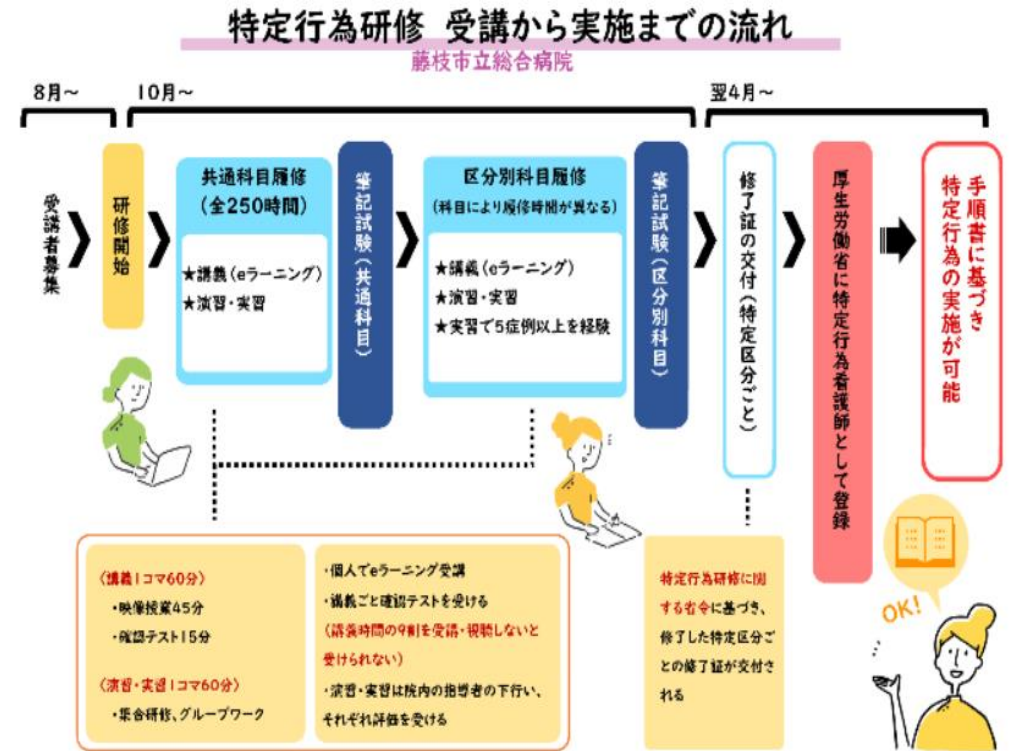 特定行為研修 受講から実施までの流れ
藤枝市立総合病院
8月～
10月～
翌4月～
受講者募集
研修開始
共通科目履修
(全250時間)
★講義(eラーニング)
★演習・実習
筆記試験(共通科目)
区分別科目履修
(科目により履修時間が異なる)
★講義(eラーニング)
★演習・実習
★実習で5症例以上を経験
筆記試験(区分別科目)
修了証の交付(特定区分ごと)
厚生労働省に特定行為看護師として登録
手順書に基づき
特定行為の実施が可能
〈講義1コマ60分〉
・映像授業45分
・確認テスト15分
〈演習・実習1コマ60分〉
・集合研修、グループワーク
・個人でeラーニング受講
・講義ごと確認テストを受ける
(講義時間の9割を受講・視聴しないと
受けられない)
・演習・実習は院内の指導者の下行い、
それぞれ評価を受ける
特定行為研修に関
する省令に基づき、
修了した特定区分ご
との修了証が交付さ
れる
OK!